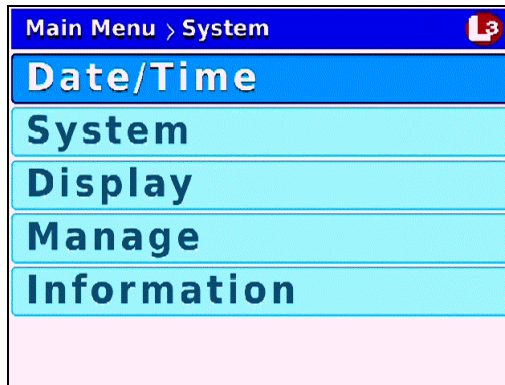 Main Menu > System L3
Date/Time
System
Display
Manage
Information